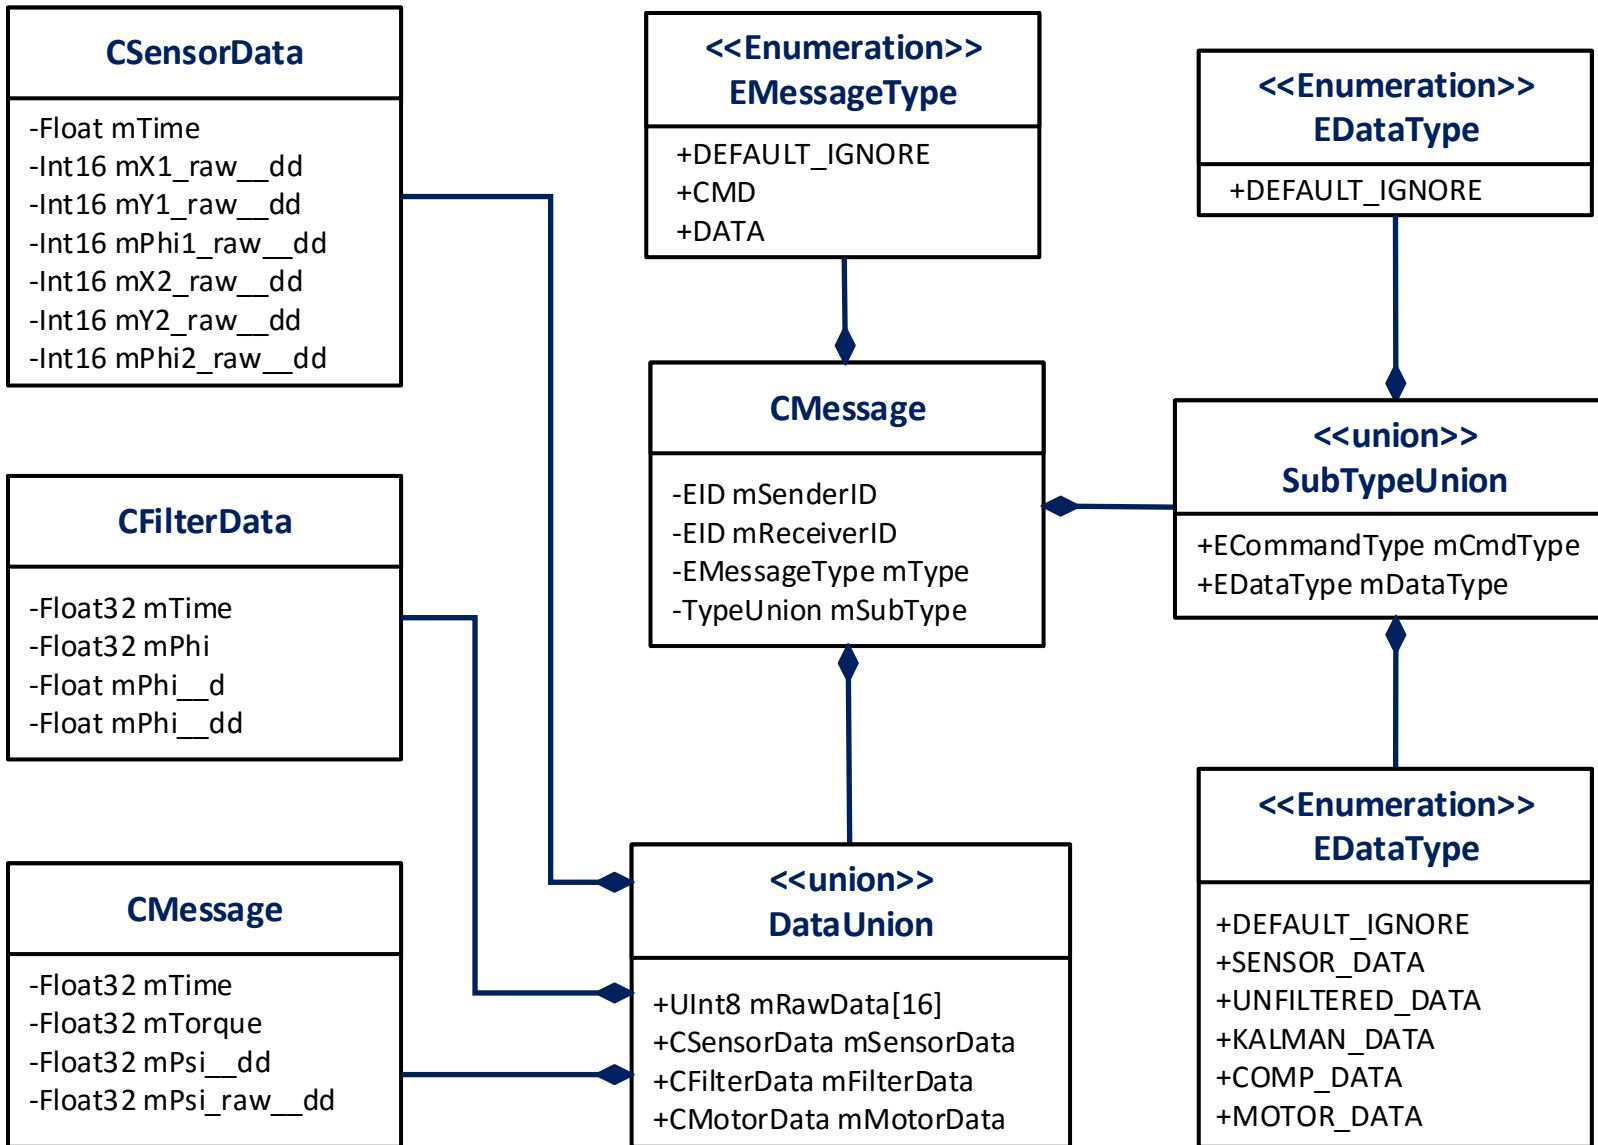 CSensorData
-Float mTime
-Int16 mX1_raw__dd
-Int16 mY1_raw__dd
-Int16 mPhi1_raw__dd
-Int16 mX2_raw__dd
-Int16 mY2_raw__dd
-Int16 mPhi2_raw__dd
<<Enumeration>>
EMessageType
+DEFAULT_IGNORE
+CMD
+DATA
<<Enumeration>>
EDataType
+DEFAULT_IGNORE
CFilterData
-Float32 mTime
-Float32 mPhi
-Float mPhi__d
-Float mPhi__dd
CMessage
-EID mSenderID
-EID mReceiverID
-EMessageType mType
-TypeUnion mSubType
<<union>>
SubTypeUnion
+ECommandType mCmdType
+EDataType mDataType
CMessage
-Float32 mTime
-Float32 mTorque
-Float32 mPsi__dd
-Float32 mPsi_raw__dd
<<union>>
DataUnion
+UInt8 mRawData[16]
+CSensorData mSensorData
+CFilterData mFilterData
+CMotorData mMotorData
<<Enumeration>>
EDataType
+DEFAULT_IGNORE
+SENSOR_DATA
+UNFILTERED_DATA
+KALMAN_DATA
+COMP_DATA
+MOTOR_DATA